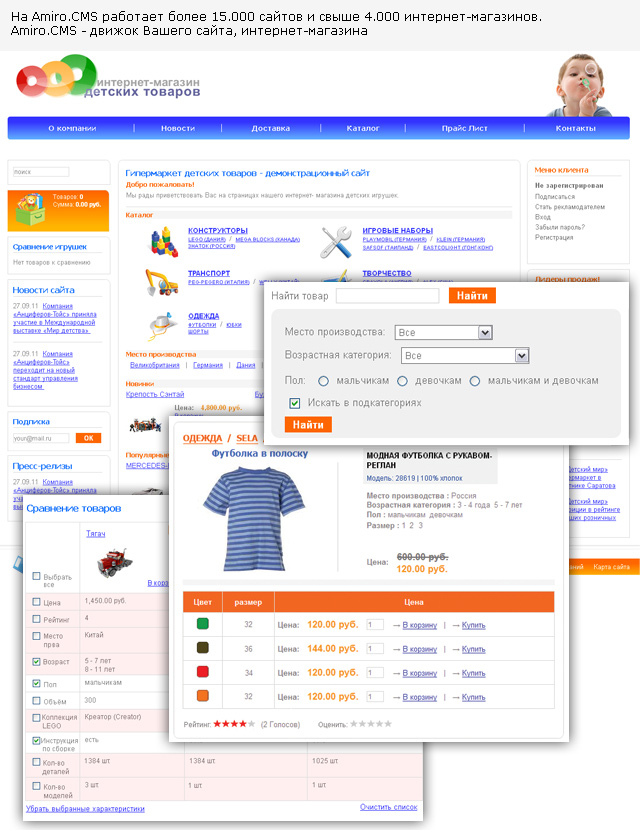 На Amiro.CMS работает более 15.000 сайтов и свыше 4.000 интернет-магазинов.
Amiro.CMS - движок Вашего сайта, интернет-магазина
интернет-магазин
детских товаров
О компании
Новости
Доставка
Каталог
Прайс Лист
Контакты
поиск
Товаров: 0
Сумма: 0.00 руб.
Сравнение игрушек
Нет товаров к сравнению
Новости сайта
27.09.11 Компания
«Анциферов-Тойс» приняла
участие в Международной
выставке «Мир детства»
27.09.11 Компания
«Анциферов-Тойс»
переходит на новый
стандарт управления
бизнесом
Подписка
your@mail.ru
OK
Пресс-релизы
27.09.11 Компания
«Анциферов-Тойс» приняла
Гипермаркет детских товаров - демонстрационный сайт
Добро пожаловать!
Мы рады приветствовать Вас на страницах нашего интернет- магазина детских игрушек.
Каталог
КОНСТРУКТОРЫ
LEGO (ДАНИЯ) / MEGA BLOCKS (КАНАДА)
ЗНАТОК (РОССИЯ)
ИГРОВЫЕ НАБОРЫ
PLAYMOBIL (ГЕРМАНИЯ) / KLEIN (ГЕРМАНИЯ)
SAFSOF (ТАИЛАНД) / EASTCOLIGHT (ГОНГ-КОНГ)
ТРАНСПОРТ
PEG-PEREGO (ИТАЛИЯ) /
ТВОРЧЕСТВО
ОДЕЖДА
ФУТБОЛКИ / ЮБКИ
ШОРТЫ
Место производства
Великобритания | Германия | Дания
Новинки
Крепость Сэнтай
Цена: 4,800.00 руб.
Популярные
MERCEDES-
Меню клиента
Не зарегистрирован
Подписаться
Стать рекламодателем
Вход
Забыли пароль?
Регистрация
Лидеры продаж!
Найти товар
Найти
Место производства: Все
Возрастная категория: Все
Пол: мальчикам девочкам мальчикам и девочкам
Искать в подкатегориях
Найти
ОДЕЖДА / SELA
Футболка в полоску
МОДНАЯ ФУТБОЛКА С РУКАВОМ-
РЕГЛАН
Модель: 28619 | 100% хлопок
Место производства : Россия
Возрастная категория : 3 - 4 года 5 - 7 лет
Пол : мальчикам девочкам
Размер : 1 2 3
600.00 руб.
Цена: 120.00 руб.
Цвет размер Цена
32 Цена: 120.00 руб. 1 В корзину | Купить
36 Цена: 144.00 руб. 1 В корзину | Купить
34 Цена: 120.00 руб. 1 В корзину | Купить
32 Цена: 120.00 руб. 1 В корзину | Купить
Рейтинг: (2 Голосов) Оценить:
Детский мир»
Саратова
Детский мир»
в рейтинге
розничных
Карта сайта
Сравнение товаров
Тягач
В корз
Выбрать
все
Цена 1,450.00 руб.
Рейтинг 4
Место
пр-ва
Китай
Возраст 5 - 7 лет
8 - 11 лет
Пол мальчикам
Объём 300
Коллекция
LEGO
Креатор (Creator)
Инструкция
по сборке
есть
Кол-во
деталей
1384 шт. 1384 шт. 1025 шт.
Кол-во
моделей
3 шт. 1 шт. 1 шт.
Убрать выбранные характеристики
Очистить список